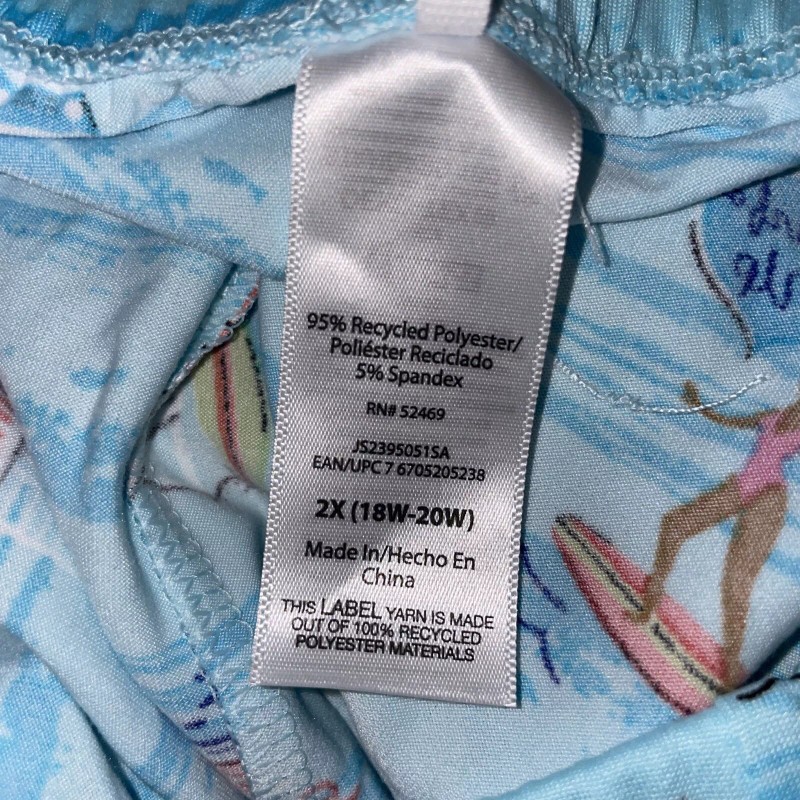 95% Recycled Polyester/
Poliéster Reciclado
5% Spandex
RN# 52469
JS2395051SA
EAN/UPC 7 6705205238
2X (18W-20W)
Made In/Hecho En
China
THIS LABEL YARN IS MADE
OUT OF 100% RECYCLED
POLYESTER MATERIALS